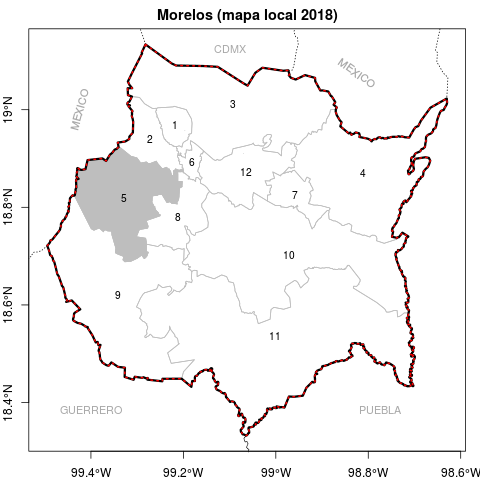 Morelos (mapa local 2018)
CDMX
MEXICO
MEXICO
3
1
2
6
12
4
5
7
8
10
9
11
GUERRERO
PUEBLA
19°N
18.8°N
18.6°N
18.4°N
99.4°W
99.2°W
99°W
98.8°W
98.6°W